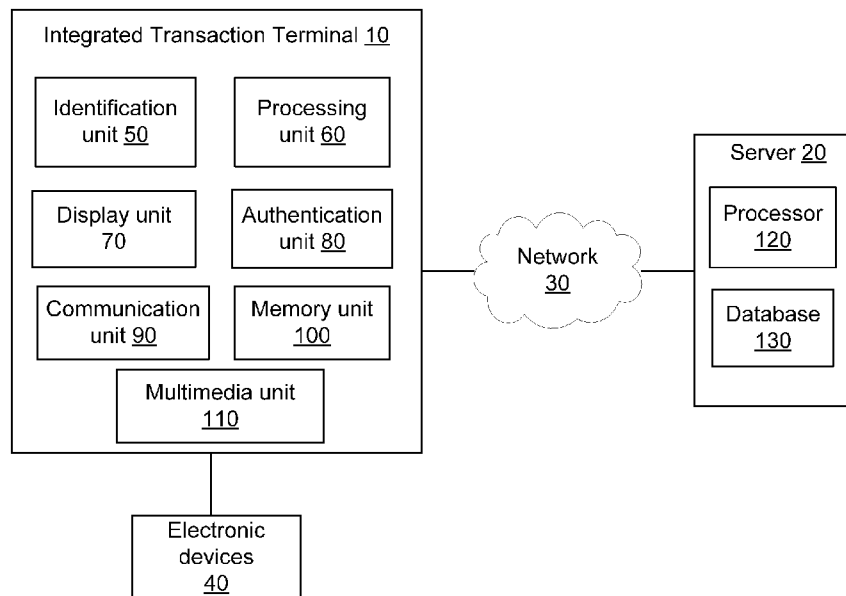 Integrated Transaction Terminal 10
Identification
unit 50
Processing
unit 60
Display unit
70
Authentication
unit 80
Communication
unit 90
Memory unit
100
Multimedia unit
110
Electronic
devices
40
Network
30
Server 20
Processor
120
Database
130